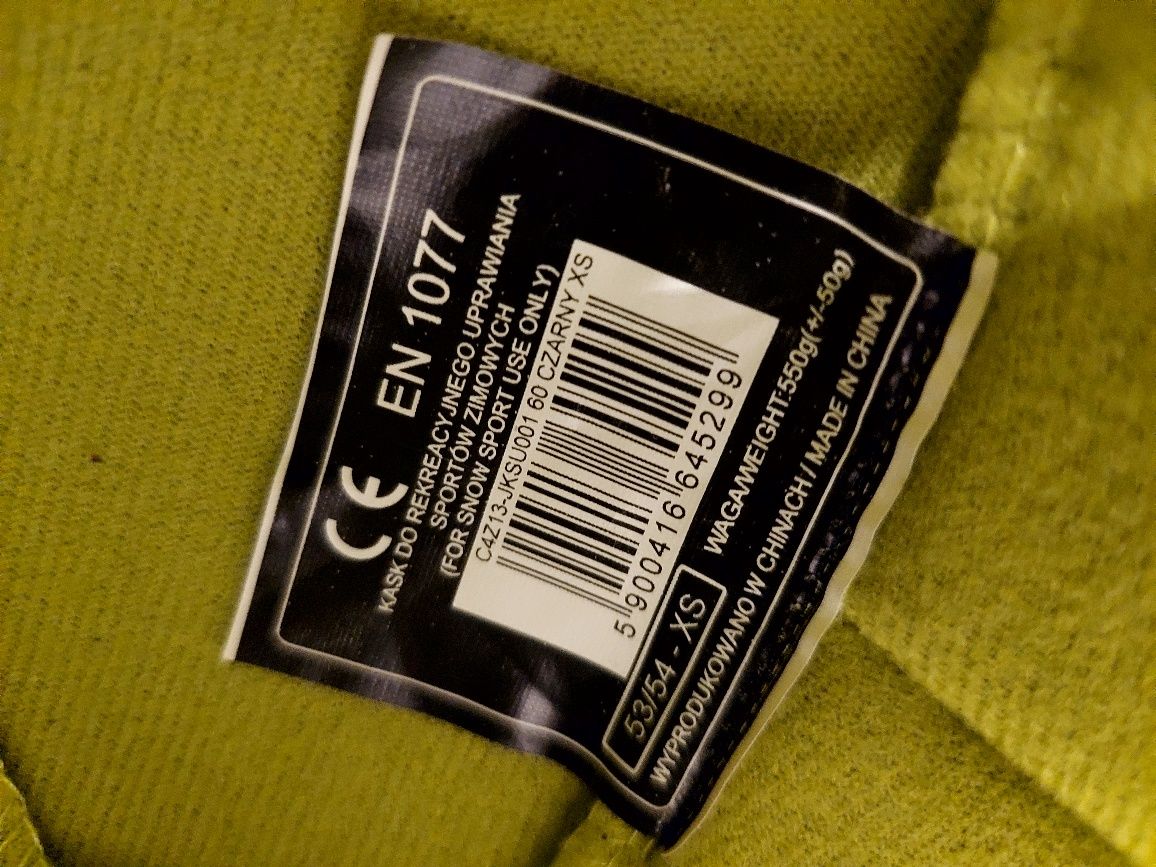 CE EN 1077
KASK DO REKREACYJNEGO UPRAWIANIA
SPORTÓW ZIMOWYCH
(FOR SNOW SPORT USE ONLY)
C4Z13-JKSU001 60 CZARNY XS
5 900416 645299
WAGA/WEIGHT:550g(+/-50g)
53/54 - XS
WYPRODUKOWANO W CHINACH / MADE IN CHINA